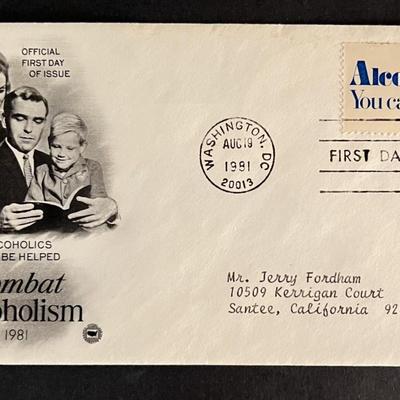 OFFICIAL
FIRST DAY
OF ISSUE
COHOLICS
BE HELPED
ombat
oholism
1981
WASHINGTON, DC
AUG 19
1981
20013
Alco
You ca
FIRST DA
Mr. Jerry Fordham
10509 Kerrigan Court
Santee, California 92